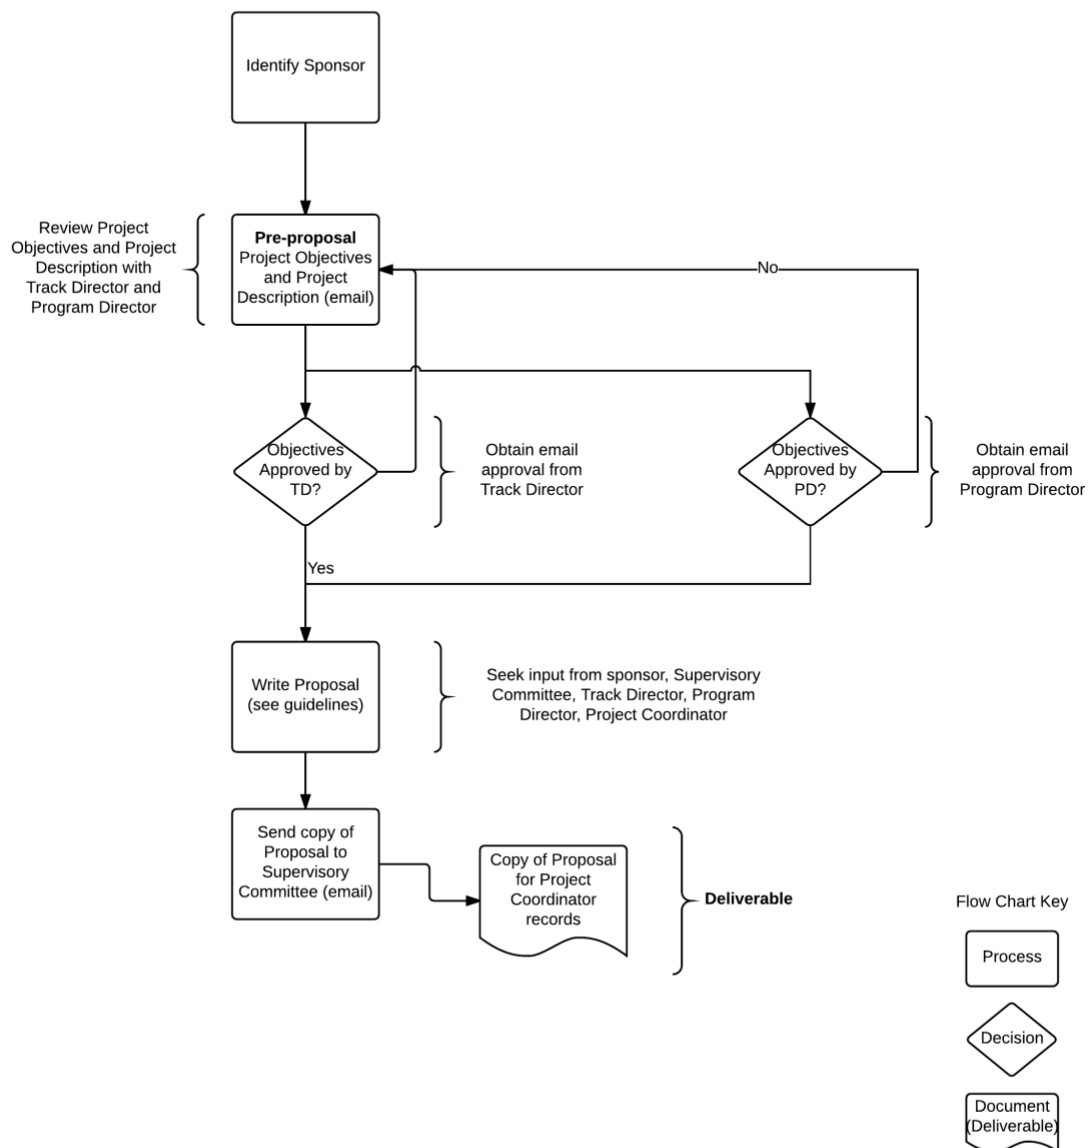 Identify Sponsor
Review Project
Objectives and Project
Description with
Track Director and
Program Director
Pre-proposal
Project Objectives
and Project
Description (email)
No
Objectives
Approved by
TD?
Obtain email
approval from
Track Director
Objectives
Approved by
PD?
Obtain email
approval from
Program Director
Yes
Write Proposal
(see guidelines)
Seek input from sponsor, Supervisory
Committee, Track Director, Program
Director, Project Coordinator
Send copy of
Proposal to
Supervisory
Committee (email)
Copy of Proposal
for Project
Coordinator
records
Deliverable
Flow Chart Key
Process
Decision
Document
(Deliverable)